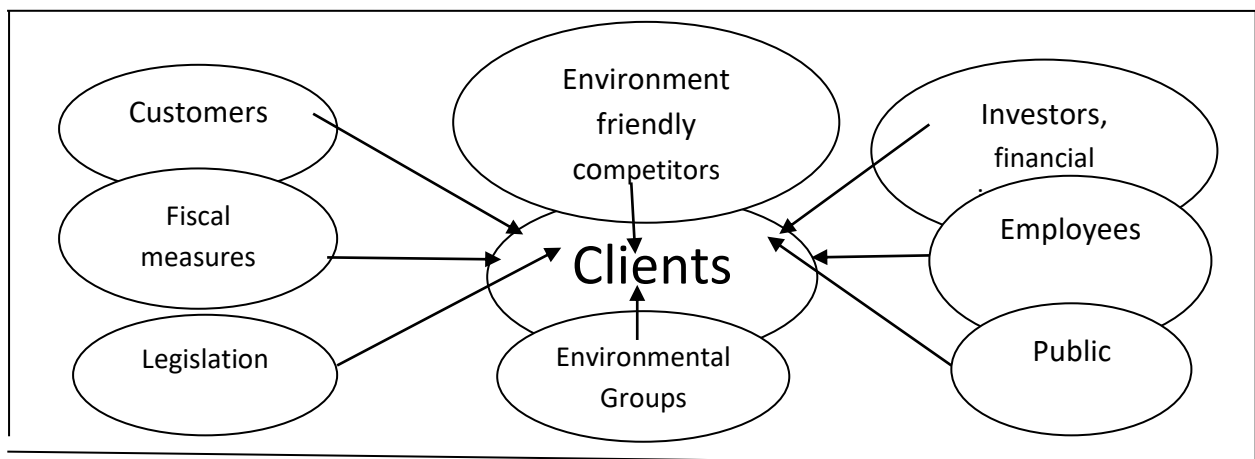 Customers
Fiscal
measures
Legislation
Environment
friendly
competitors
Clients
Environmental
Groups
Investors,
financial
Employees
Public